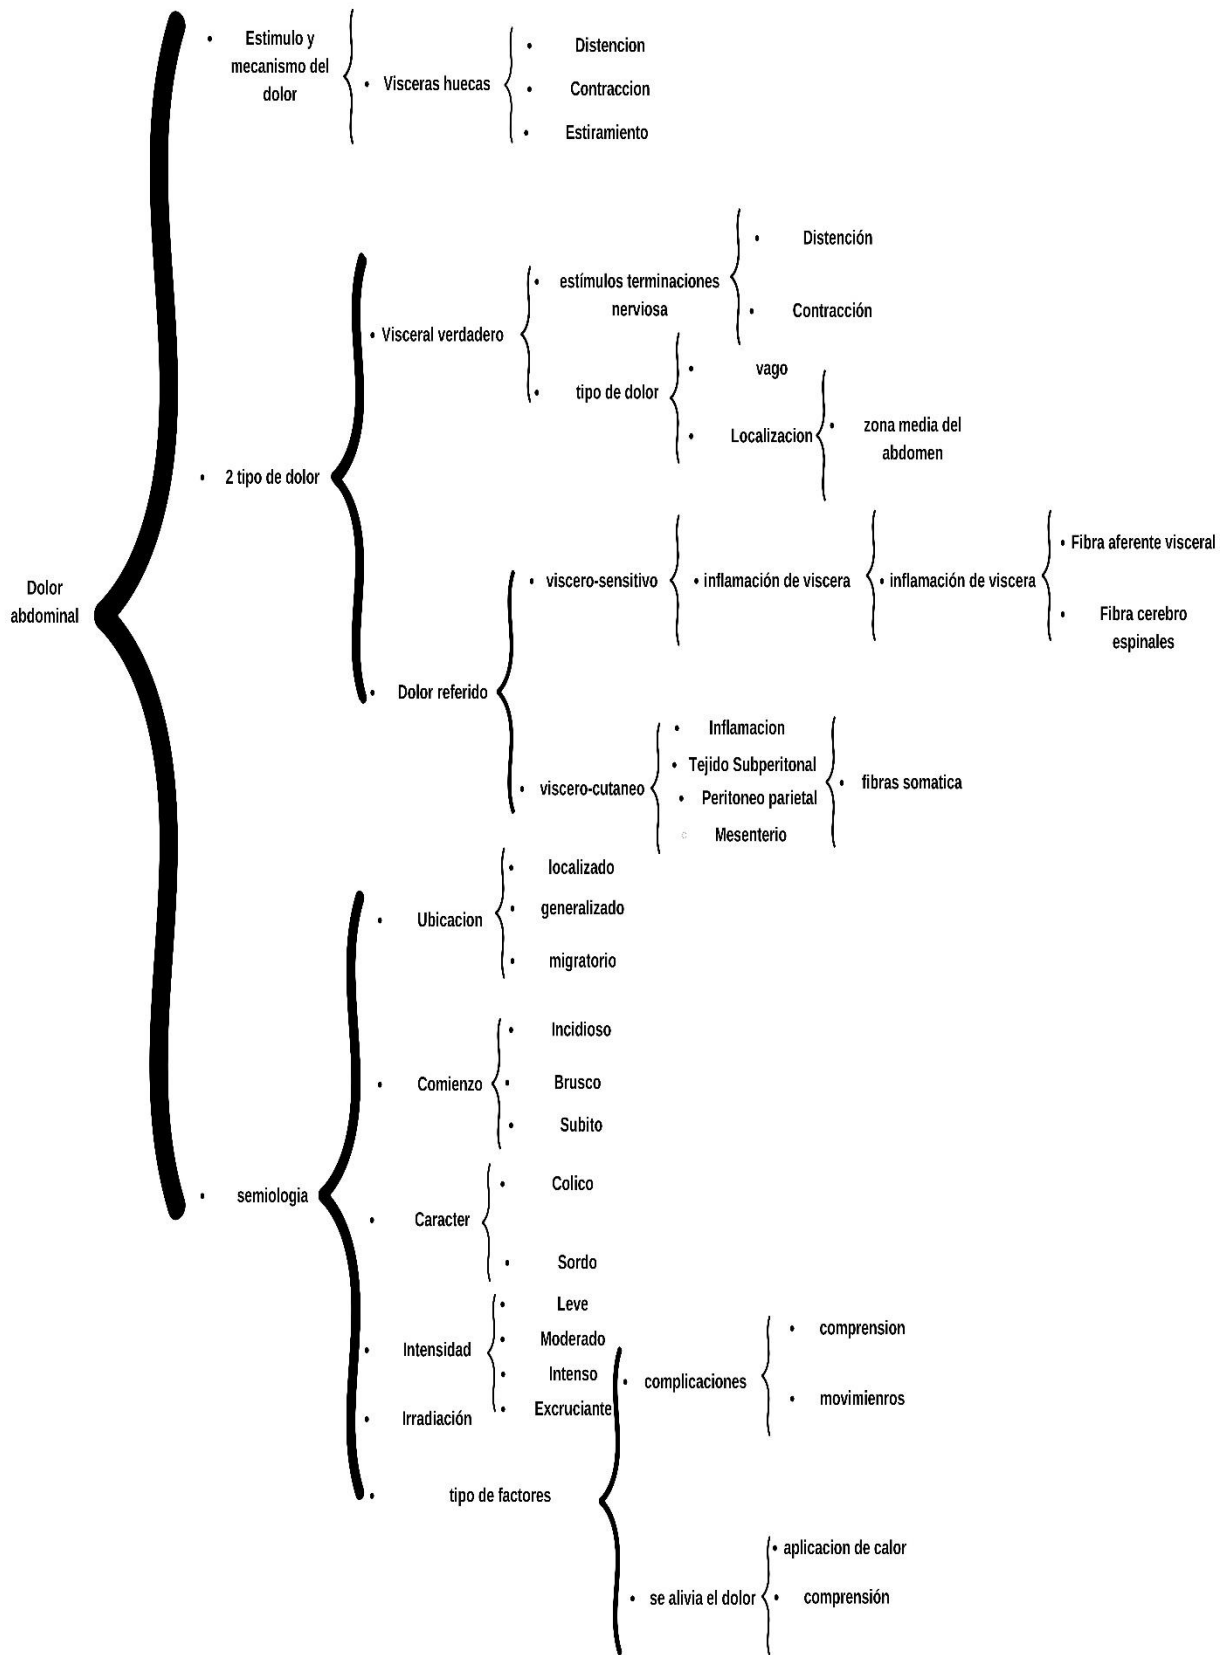 Dolor
abdominal
Estimulo y
mecanismo del
dolor
Visceras huecas
Distencion
Contraccion
Estiramiento
2 tipo de dolor
Visceral verdadero
estímulos terminaciones
nerviosa
Distención
Contracción
tipo de dolor
vago
Localizacion
zona media del
abdomen
Dolor referido
viscero-sensitivo
inflamación de viscera
inflamación de viscera
Fibra aferente visceral
Fibra cerebro
espinales
viscero-cutaneo
Inflamacion
Tejido Subperitonal
Peritoneo parietal
Mesenterio
fibras somatica
semiologia
Ubicacion
localizado
generalizado
migratorio
Comienzo
Incidioso
Brusco
Subito
Caracter
Colico
Sordo
Intensidad
Leve
Moderado
Intenso
Excruciante
Irradiación
tipo de factores
complicaciones
comprension
movimienros
se alivia el dolor
aplicacion de calor
comprensión